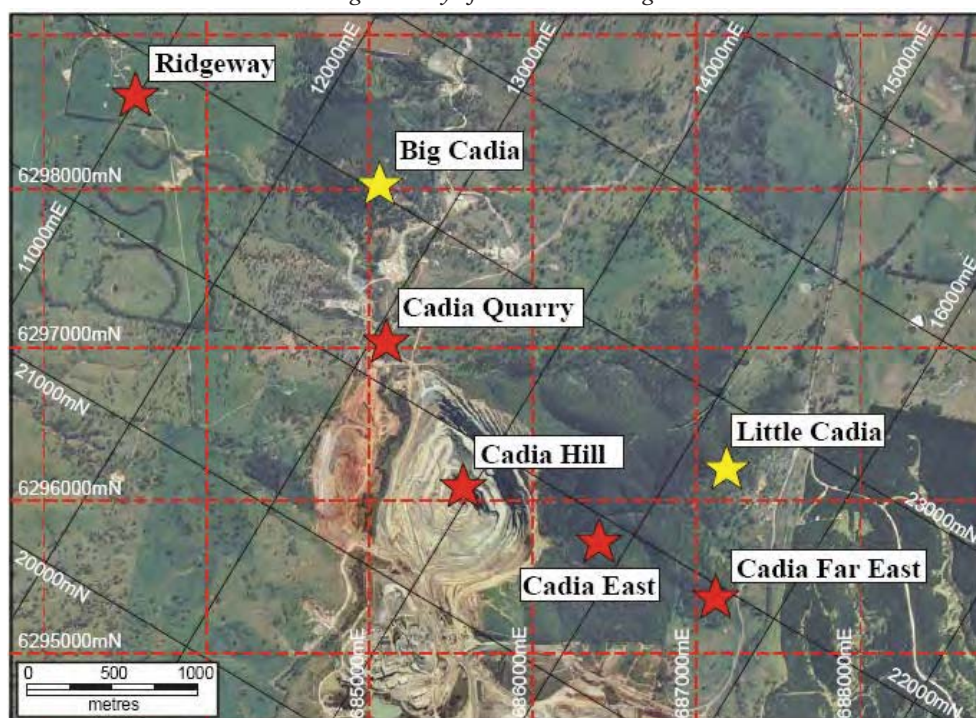 Ridgeway
12000mE
13000mE
14000mE
15000mE
Big Cadia
6298000mN
11000mE
Cadia Quarry
16000mE
6297000mN
21000mN
Little Cadia
Cadia Hill
6296000mN
23000mN
20000mN
Cadia East
Cadia Far East
6295000mN
0 500 1000
metres
685000mE
686000mE
687000mE
688000mE
22000mN